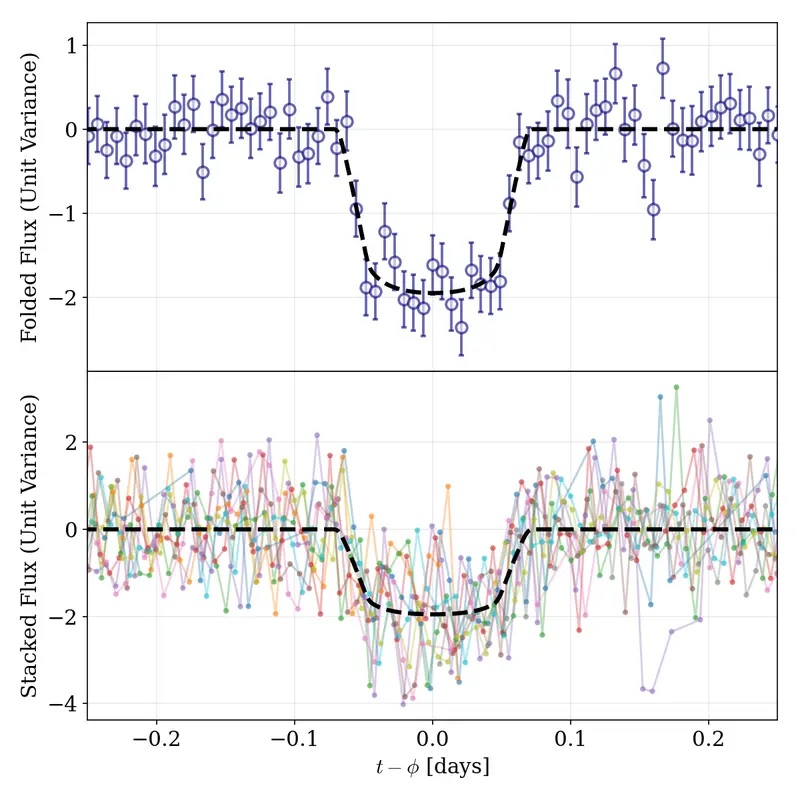 Folded Flux (Unit Variance)
1
0
−1
−2
Stacked Flux (Unit Variance)
2
0
−2
−4
−0.2 −0.1 0.0 0.1 0.2
t − ϕ [days]